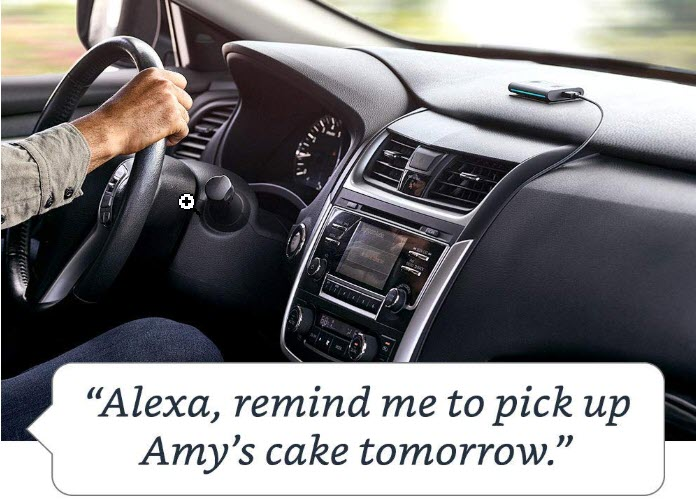 “Alexa, remind me to pick up
Amy’s cake tomorrow.”